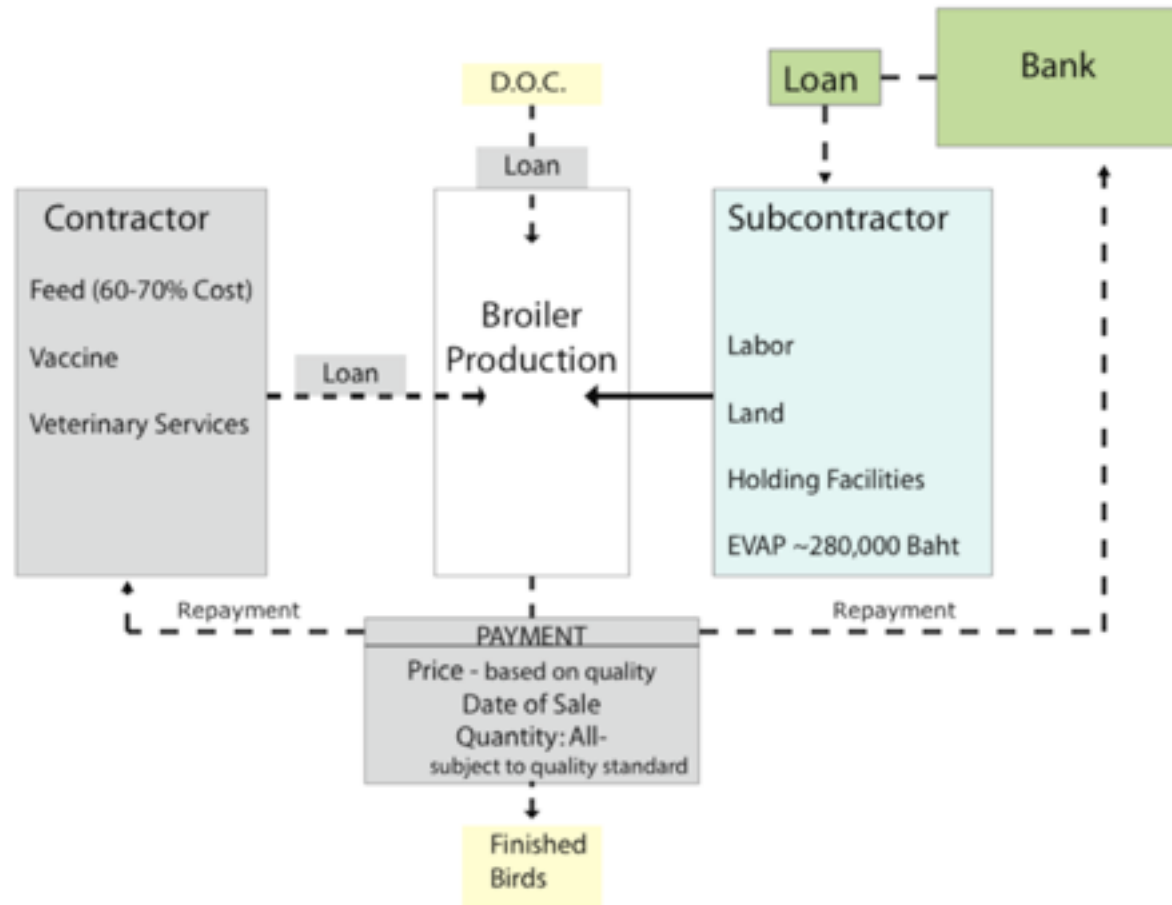 D.O.C.
Loan
Bank
Loan
Contractor
Feed (60-70% Cost)
Vaccine
Veterinary Services
Loan
Broiler
Production
Subcontractor
Labor
Land
Holding Facilities
EVAP ~280,000 Baht
Repayment
Repayment
PAYMENT
Price - based on quality
Date of Sale
Quantity: All-
subject to quality standard
Finished
Birds